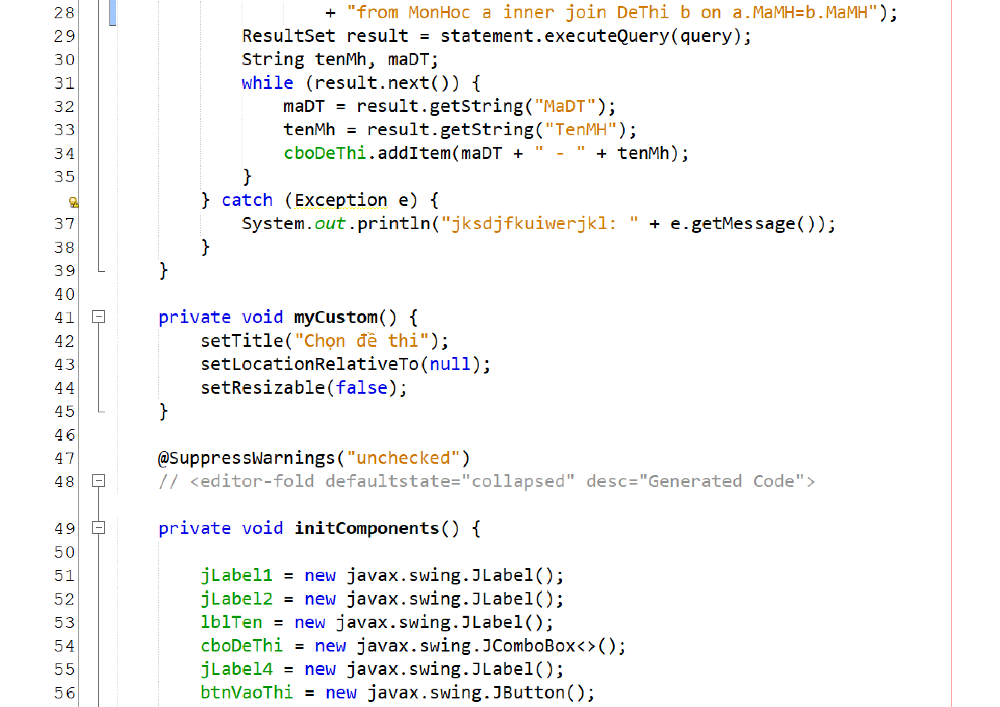 28 + "from MonHoc a inner join DeThi b on a.MaMH=b.MaMH");
29 ResultSet result = statement.executeQuery(query);
30 String tenMh, maDT;
31 while (result.next()) {
32 maDT = result.getString("MaDT");
33 tenMh = result.getString("TenMH");
34 cboDeThi.addItem(maDT + " - " + tenMh);
35 }
} catch (Exception e) {
37 System.out.println("jksdjfkuiwerjkl: " + e.getMessage());
38 }
39 }
40
41 private void myCustom() {
42 setTitle("Chọn đề thi");
43 setLocationRelativeTo(null);
44 setResizable(false);
45 }
46
47 @SuppressWarnings("unchecked")
48 // <editor-fold defaultstate="collapsed" desc="Generated Code">
49 private void initComponents() {
50
51 jLabel1 = new javax.swing.JLabel();
52 jLabel2 = new javax.swing.JLabel();
53 lblTen = new javax.swing.JLabel();
54 cboDeThi = new javax.swing.JComboBox<>();
55 jLabel4 = new javax.swing.JLabel();
56 btnVaoThi = new javax.swing.JButton();